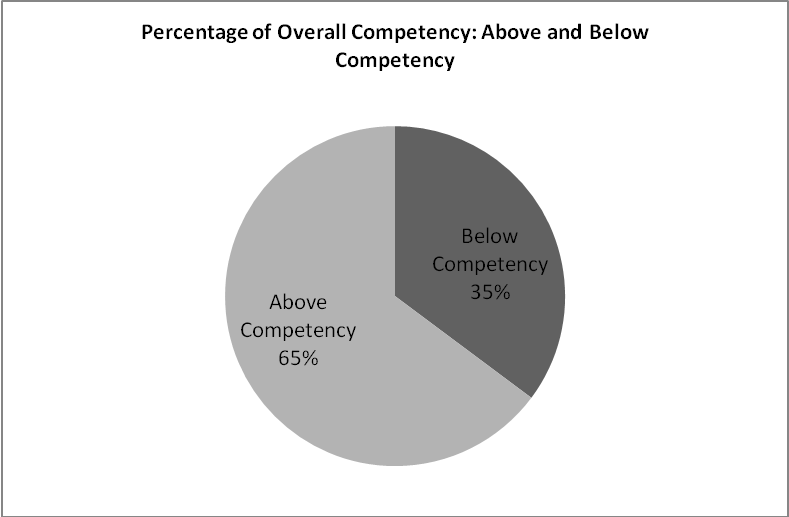 Percentage of Overall Competency: Above and Below
Competency
Below
Competency
35%
Above
Competency
65%